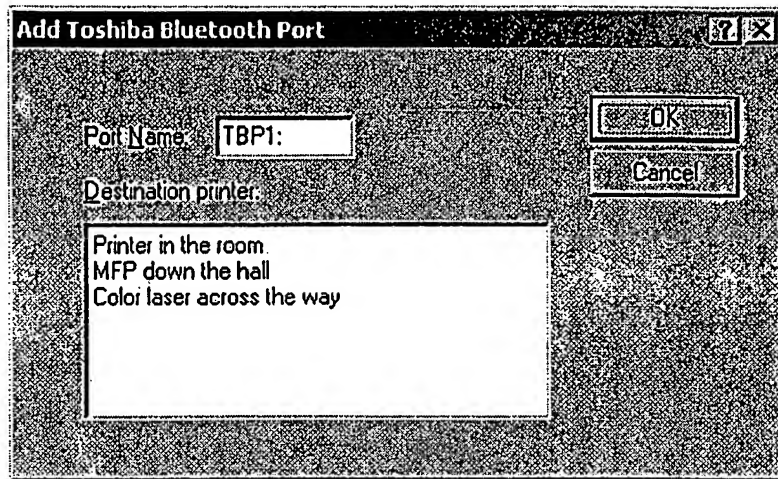 Add Toshiba Bluetooth Port
Port Name: TBP1:
OK
Cancel
Destination printer:
Printer in the room
MFP down the hall
Color laser across the way